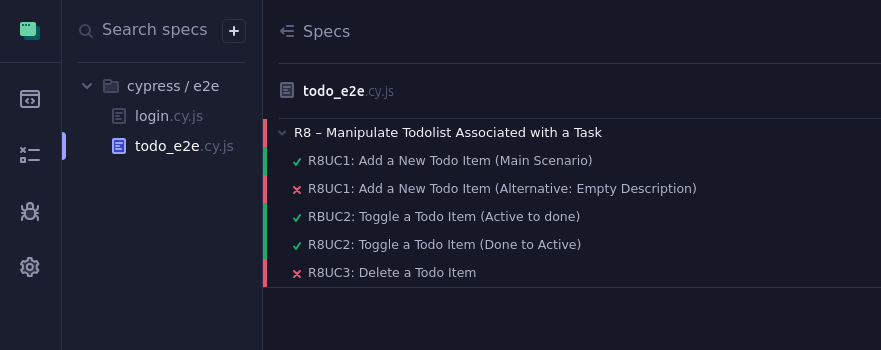 Search specs
+
Specs
cypress / e2e
login.cy.js
todo_e2e.cy.js
todo_e2e.cy.js
R8 – Manipulate Todolist Associated with a Task
R8UC1: Add a New Todo Item (Main Scenario)
R8UC1: Add a New Todo Item (Alternative: Empty Description)
RBUC2: Toggle a Todo Item (Active to done)
R8UC2: Toggle a Todo Item (Done to Active)
R8UC3: Delete a Todo Item